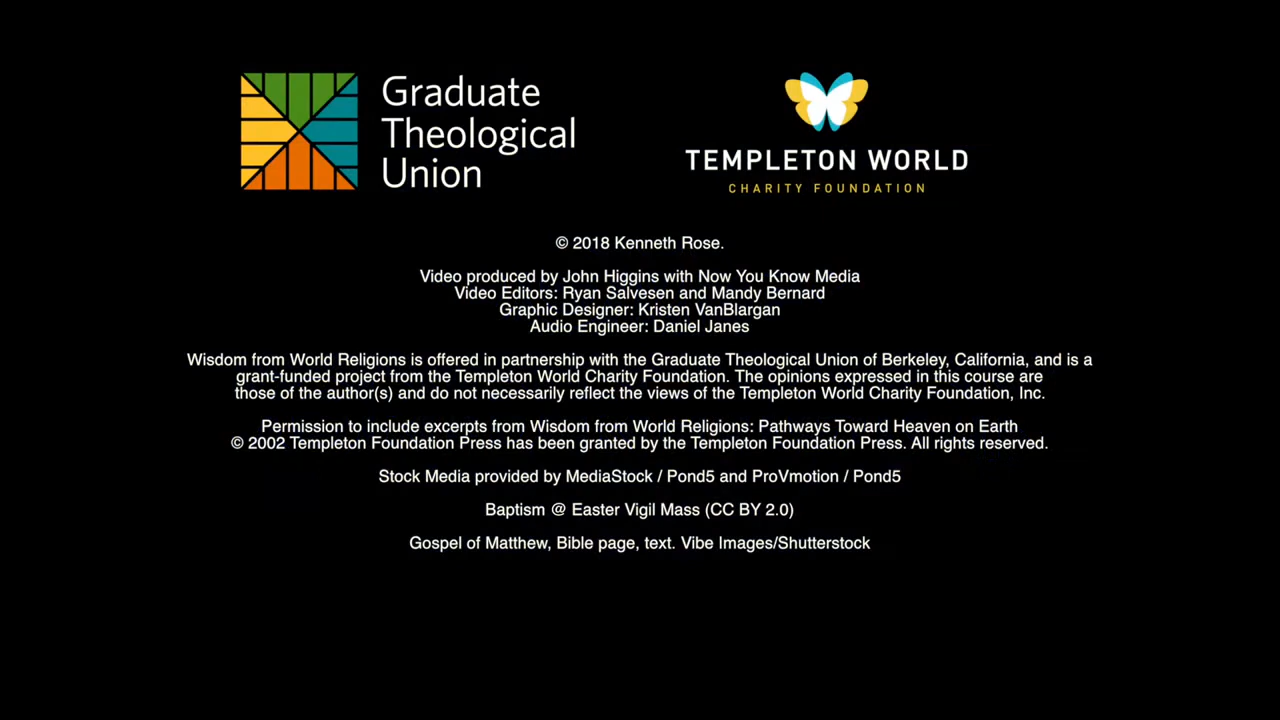 Graduate
Theological
Union
TEMPLETON WORLD
CHARITY FOUNDATION
© 2018 Kenneth Rose.
Video produced by John Higgins with Now You Know Media
Video Editors: Ryan Salvesen and Mandy Bernard
Graphic Designer: Kristen VanBlargan
Audio Engineer: Daniel Janes
Wisdom from World Religions is offered in partnership with the Graduate Theological Union of Berkeley, California, and is a
grant-funded project from the Templeton World Charity Foundation. The opinions expressed in this course are
those of the author(s) and do not necessarily reflect the views of the Templeton World Charity Foundation, Inc.
Permission to include excerpts from Wisdom from World Religions: Pathways Toward Heaven on Earth
© 2002 Templeton Foundation Press has been granted by the Templeton Foundation Press. All rights reserved.
Stock Media provided by MediaStock / Pond5 and ProVmotion / Pond5
Baptism @ Easter Vigil Mass (CC BY 2.0)
Gospel of Matthew, Bible page, text. Vibe Images/Shutterstock